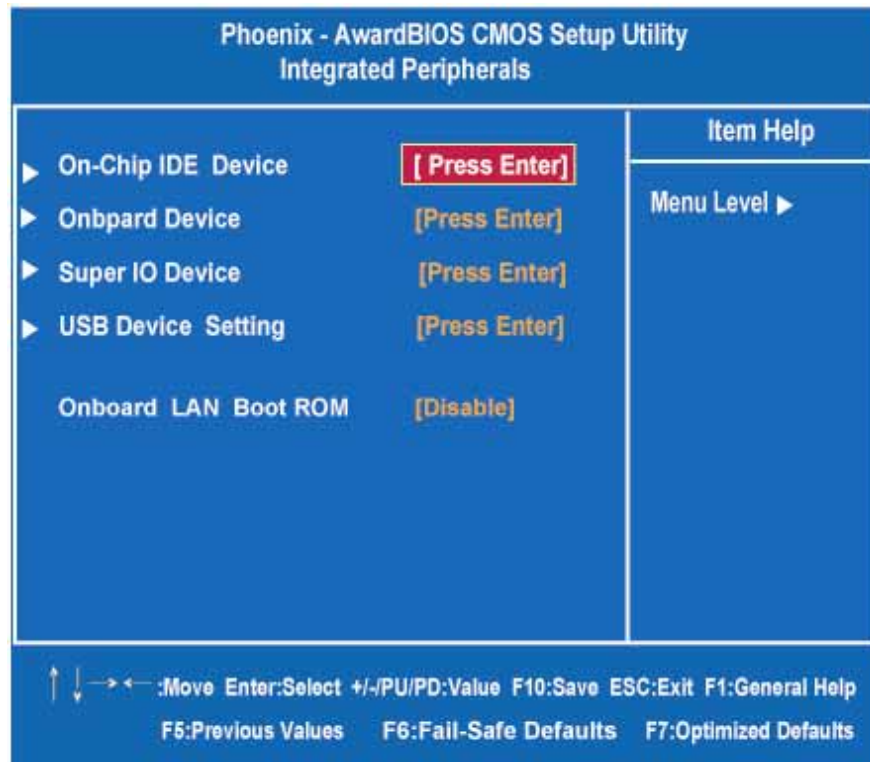 Phoenix - AwardBIOS CMOS Setup Utility
Integrated Peripherals
On-Chip IDE Device [ Press Enter]
Onbpard Device [Press Enter]
Super IO Device [Press Enter]
USB Device Setting [Press Enter]
Onboard LAN Boot ROM [Disable]
Item Help
Menu Level ▶
↑ ↓ → ← :Move Enter:Select +/-/PU/PD:Value F10:Save ESC:Exit F1:General Help
F5:Previous Values F6:Fail-Safe Defaults F7:Optimized Defaults